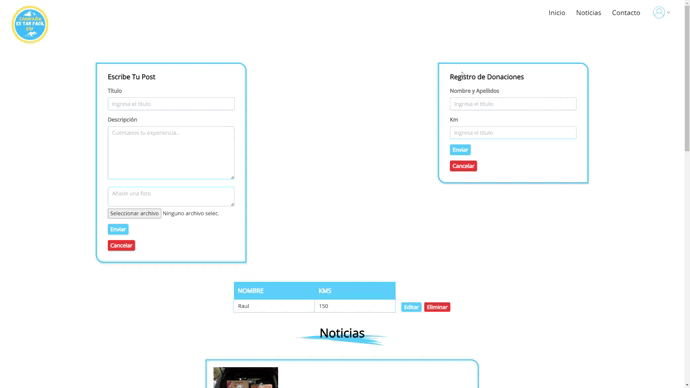 ES TAN FÁCIL
Inicio
Noticias
Contacto
Escribe Tu Post
Título
Ingresa el título
Descripción
Cuéntanos tu experiencia...
Añade una foto
Seleccionar archivo Ninguno archivo selec.
Enviar
Cancelar
Registro de Donaciones
Nombre y Apellidos
Ingresa el título
Km
Ingresa el título
Enviar
Cancelar
NOMBRE KMS
Raul 150 Editar Eliminar
Noticias